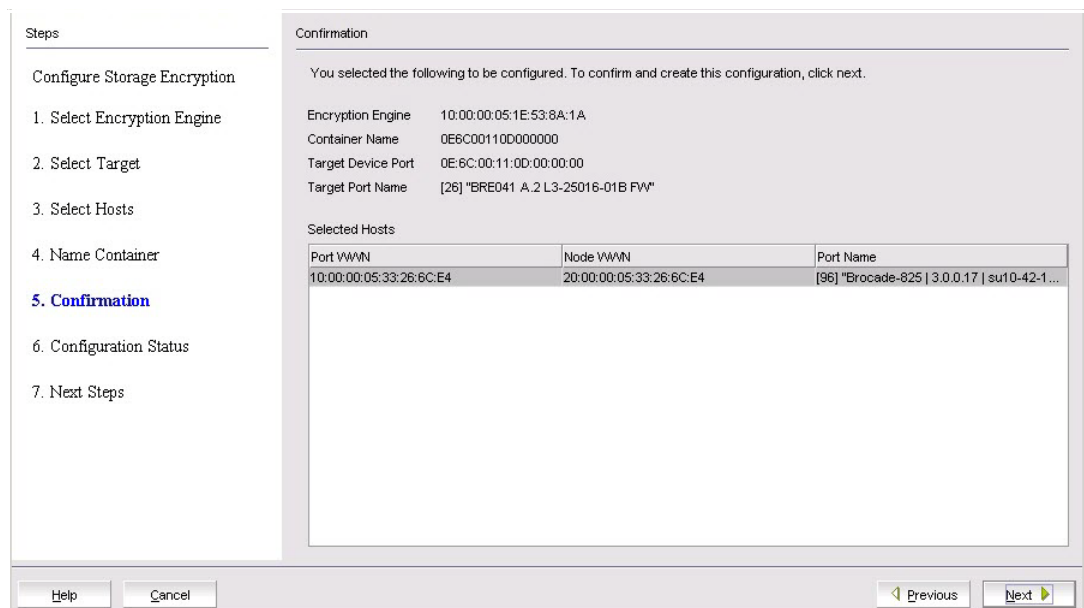 Steps
Configure Storage Encryption
1. Select Encryption Engine
2. Select Target
3. Select Hosts
4. Name Container
5. Confirmation
6. Configuration Status
7. Next Steps
Confirmation
You selected the following to be configured. To confirm and create this configuration, click next.
Encryption Engine 10:00:00:05:1E:53:8A:1A
Container Name 0E6C00110D000000
Target Device Port 0E:6C:00:11:0D:00:00:00
Target Port Name [26] "BRE041 A.2 L3-25016-01B FW"
Selected Hosts
Port WWN Node WWN Port Name
10:00:00:05:33:26:6C:E4 20:00:00:05:33:26:6C:E4 [96] "Brocade-825 | 3.0.0.17 | su10-42-1...
Help Cancel Previous Next